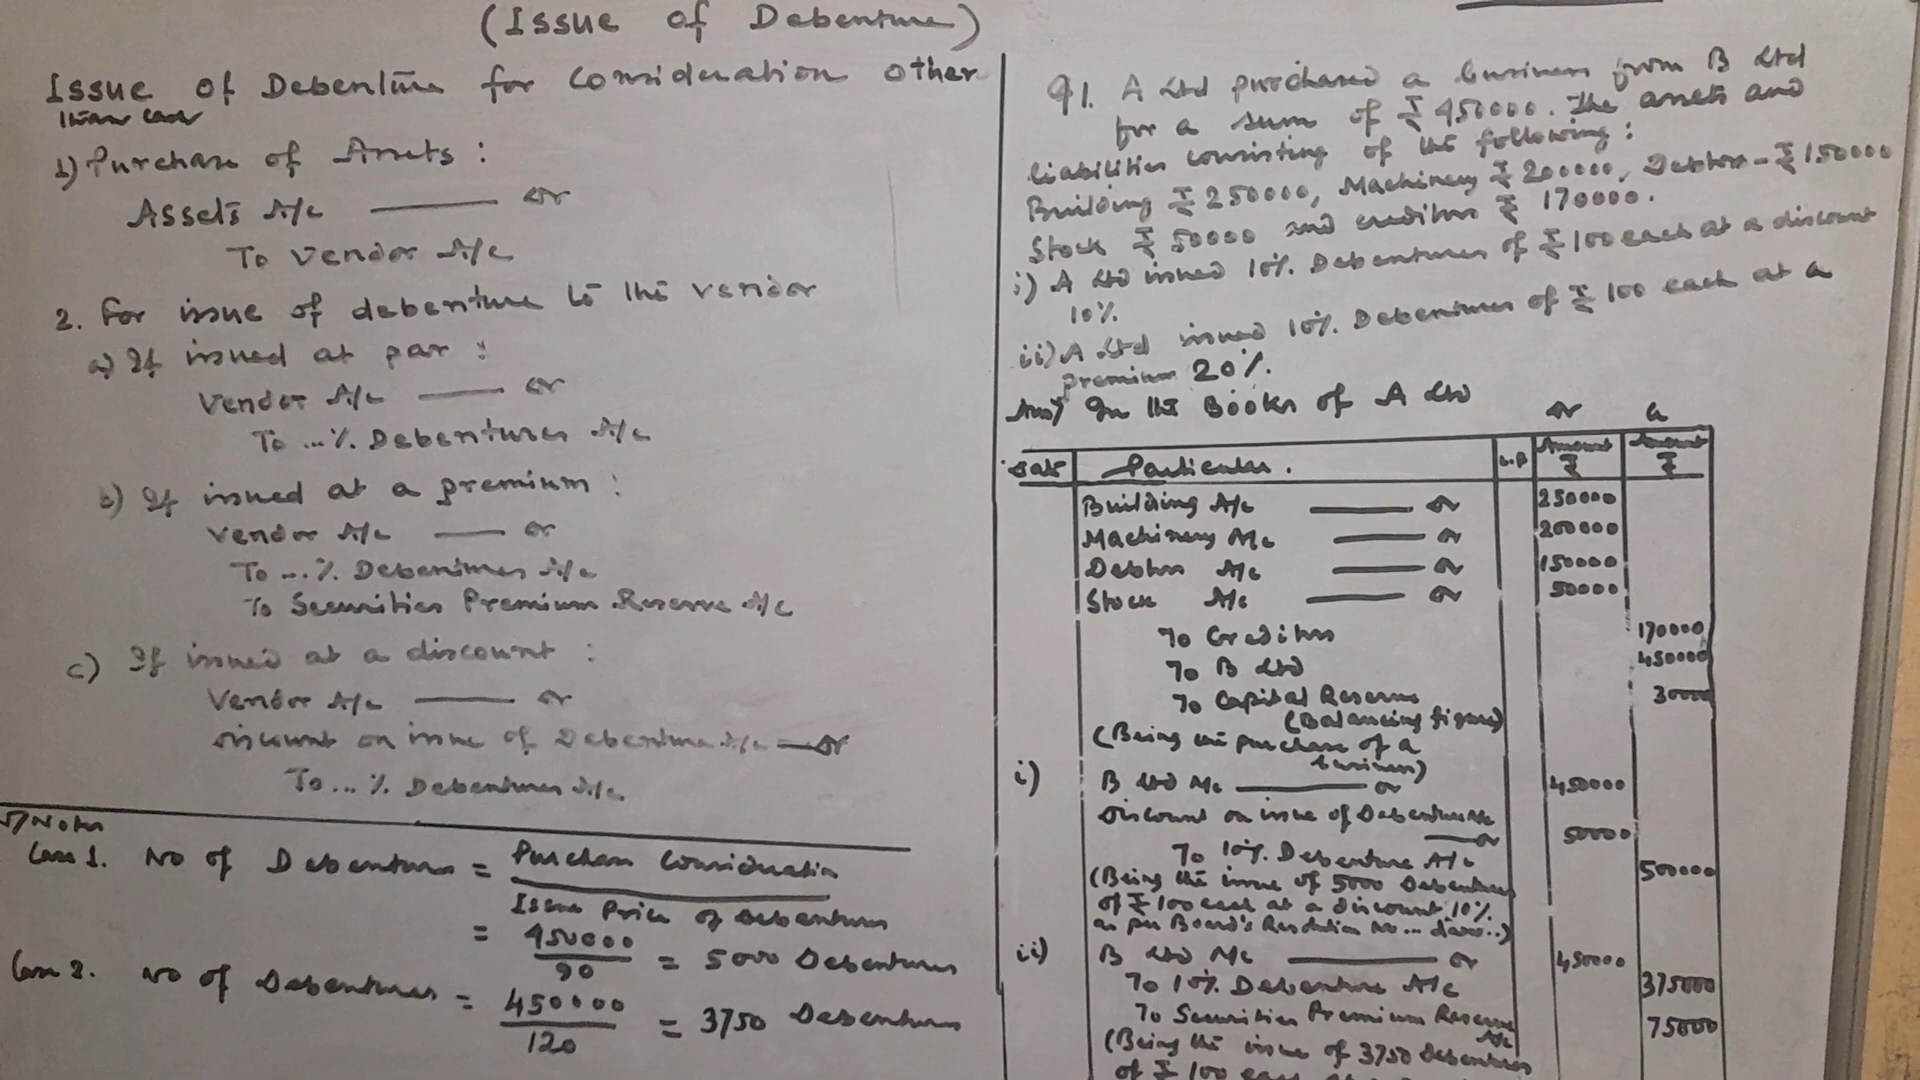 (Issue of Debenture)
Issue of Debenture for Consideration other
than cash
1) Purchase of Assets :
Assets A/c ——— Dr
To Vendor A/c
2. For issue of debenture to the vendor
a) If issued at par :
Vendor A/c ——— Dr
To ...% Debentures A/c
b) If issued at a premium :
Vendor A/c ——— Dr
To ...% Debentures A/c
To Securities Premium Reserve A/c
c) If issued at a discount :
Vendor A/c ——— Dr
Discount on issue of Debenture A/c — Dr
To ...% Debentures A/c
Notes
Case 1. No of Debentures = Purchase Consideration
Issue Price of Debentures
= 450000
90 = 5000 Debentures
Case 2. No of Debentures = 450000
120 = 3750 Debentures
Q1. A Ltd purchased a business from B Ltd
for a sum of ₹ 450000. The assets and
liabilities consisting of the following :
Building ₹ 250000, Machinery ₹ 200000, Debtors - ₹ 150000
Stock ₹ 50000 and creditors ₹ 170000.
i) A Ltd issued 10% Debentures of ₹ 100 each at a discount
10%
ii) A Ltd issued 10% Debentures of ₹ 100 each at a
premium 20%.
Ans) In the Books of A Ltd
Dr Cr
Date Particular. L.F Amount ₹ Amount ₹
Building A/c ——— Dr 250000
Machinery A/c ——— Dr 200000
Debtors A/c ——— Dr 150000
Stock A/c ——— Dr 50000
To Creditors 170000
To B Ltd 450000
To Capital Reserve 30000
(Balancing figure)
(Being the purchase of a
business)
i) B Ltd A/c ——— Dr 450000
Discount on issue of Debenture A/c
——— Dr 50000
To 10% Debenture A/c 500000
(Being the issue of 5000 Debentures
of ₹ 100 each at a discount 10%
as per Board's Resolution No... date..)
ii) B Ltd A/c ——— Dr 450000
To 10% Debenture A/c 375000
To Securities Premium Reserve A/c 75000
(Being the issue of 3750 Debentures
of ₹ 100 each